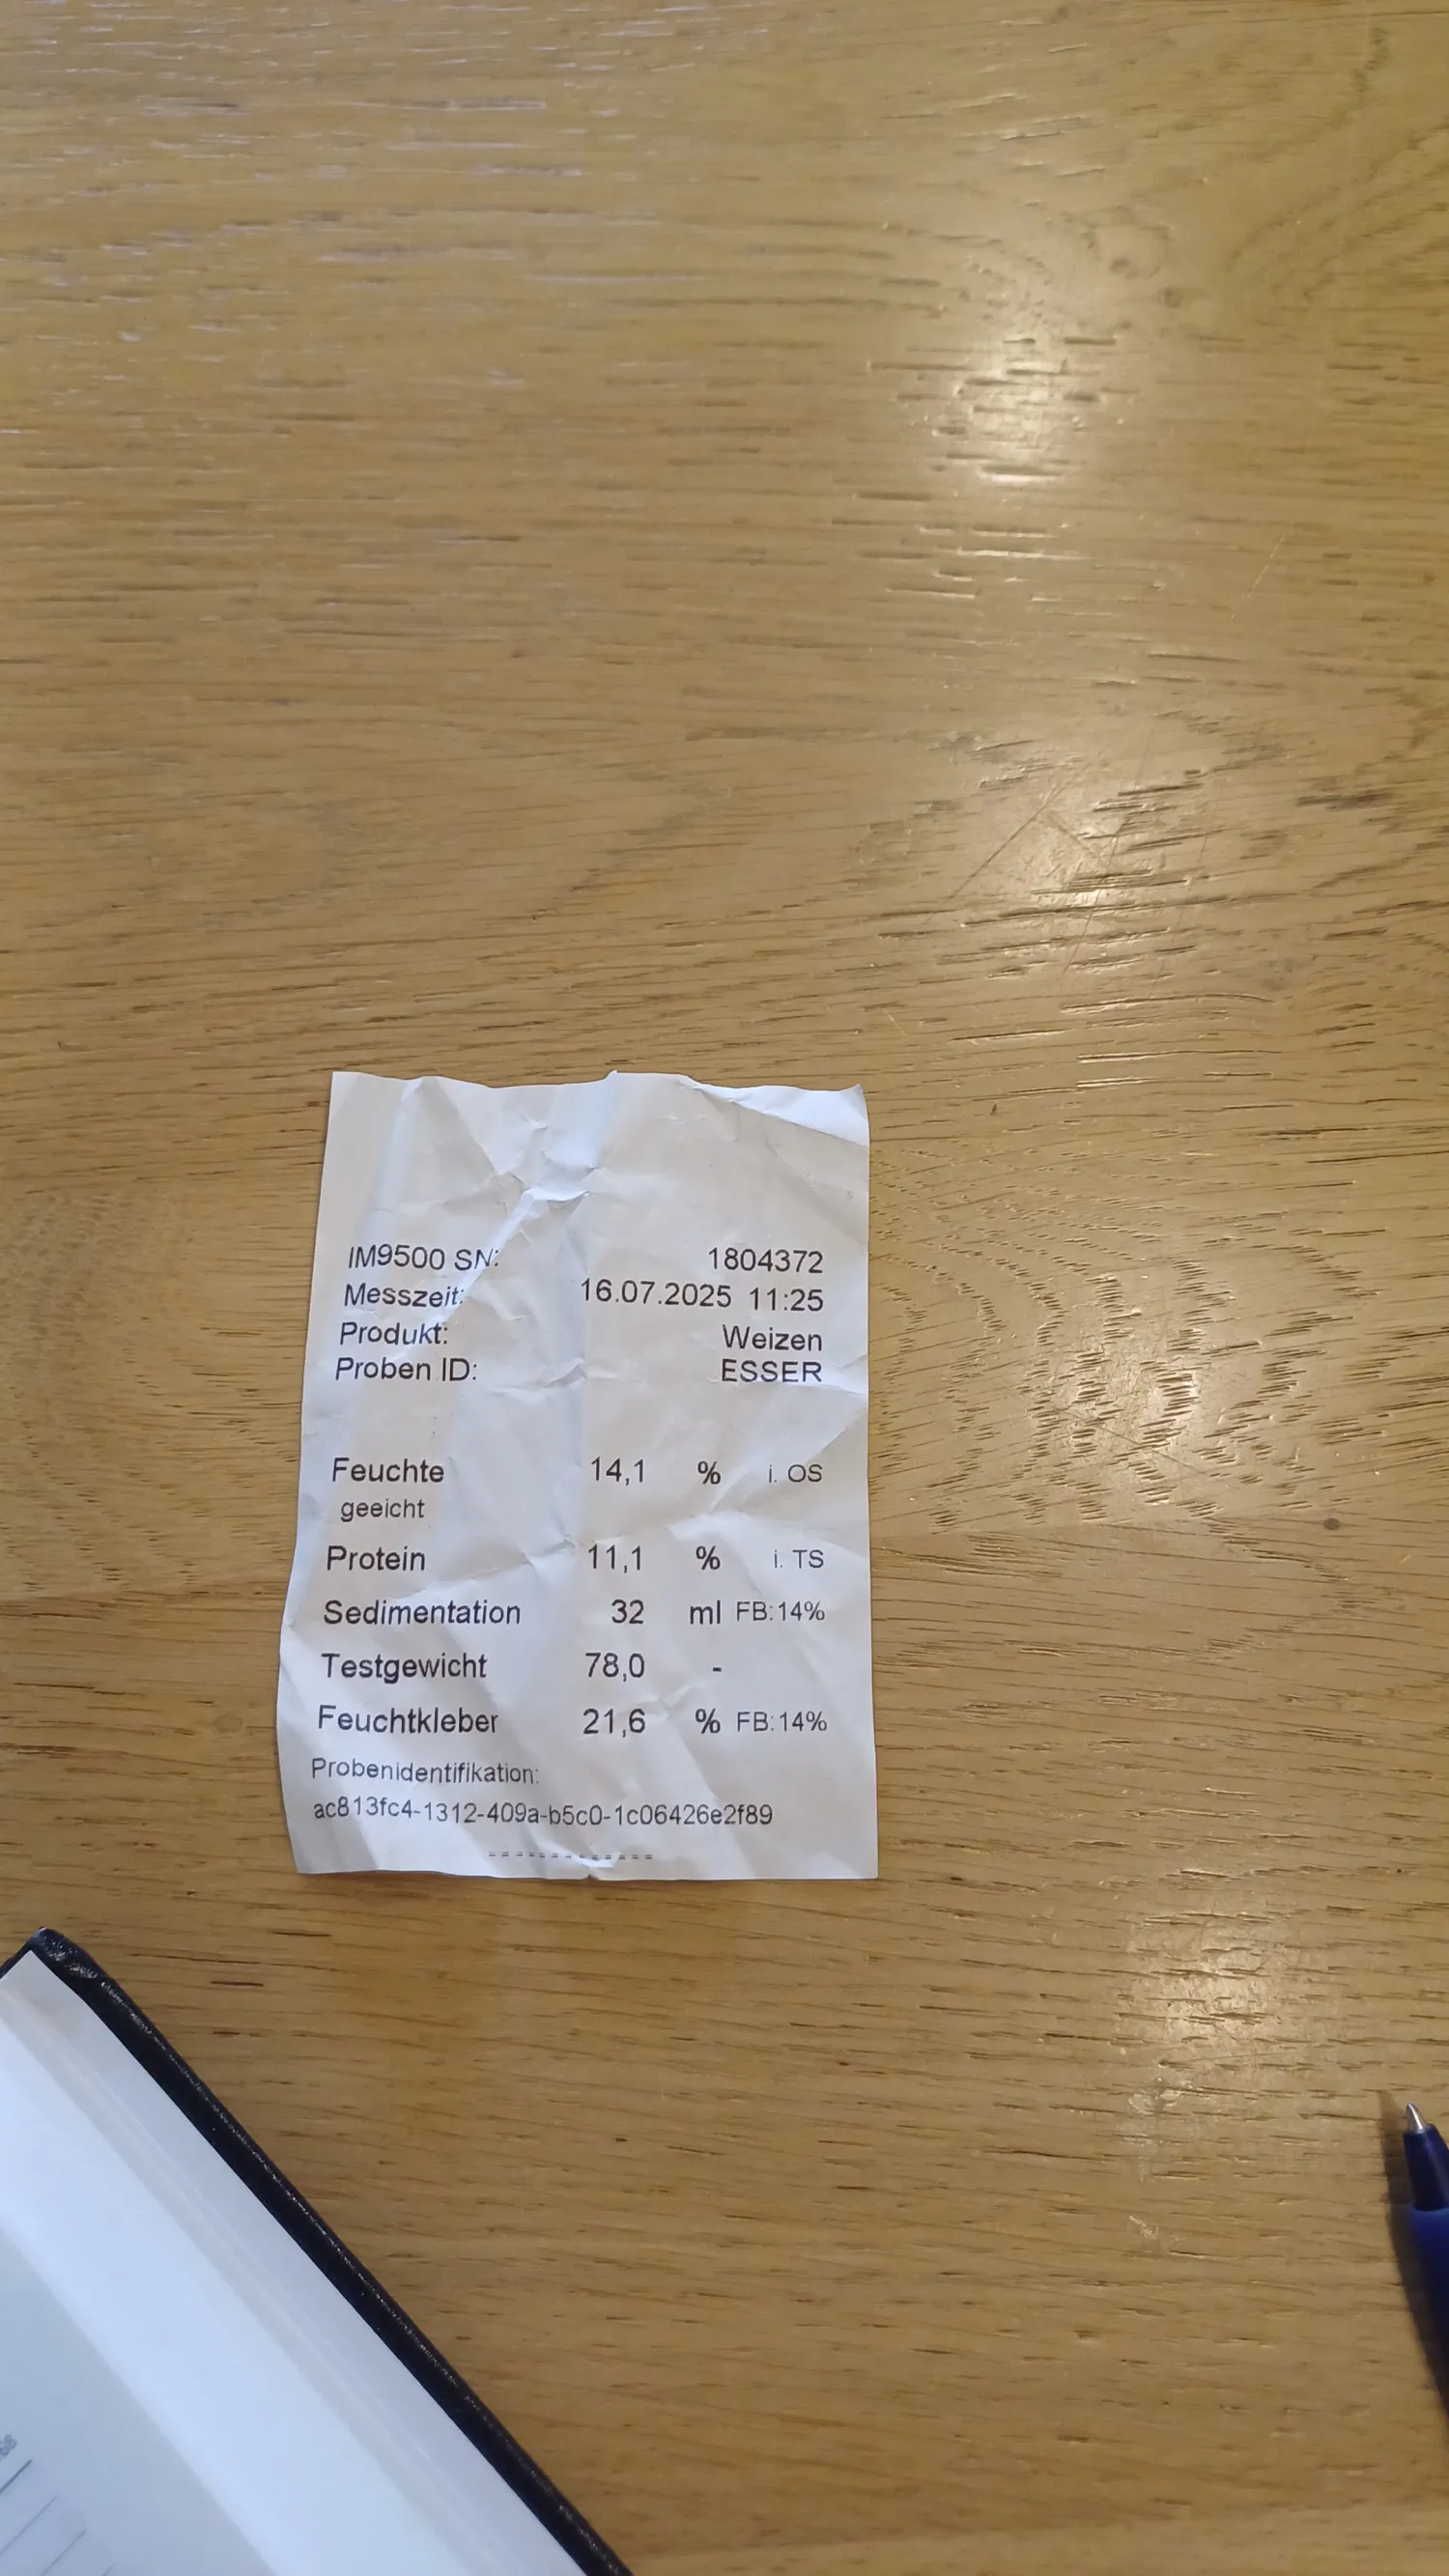 IM9500 SN: 1804372
Messzeit: 16.07.2025 11:25
Produkt: Weizen
Proben ID: ESSER
Feuchte 14,1 % i. OS
geeicht
Protein 11,1 % i. TS
Sedimentation 32 ml FB:14%
Testgewicht 78,0 -
Feuchtkleber 21,6 % FB:14%
Probenidentifikation:
ac813fc4-1312-409a-b5c0-1c06426e2f89